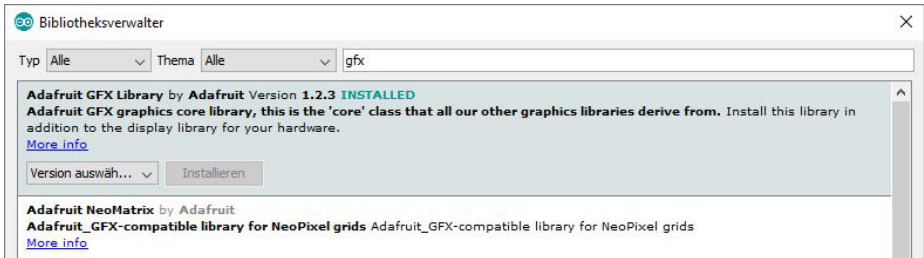 Bibliotheksverwalter
Typ Alle Thema Alle gfx
Adafruit GFX Library by Adafruit Version 1.2.3 INSTALLED
Adafruit GFX graphics core library, this is the 'core' class that all our other graphics libraries derive from. Install this library in
addition to the display library for your hardware.
More info
Version auswäh... Installieren
Adafruit NeoMatrix by Adafruit
Adafruit_GFX-compatible library for NeoPixel grids Adafruit_GFX-compatible library for NeoPixel grids
More info